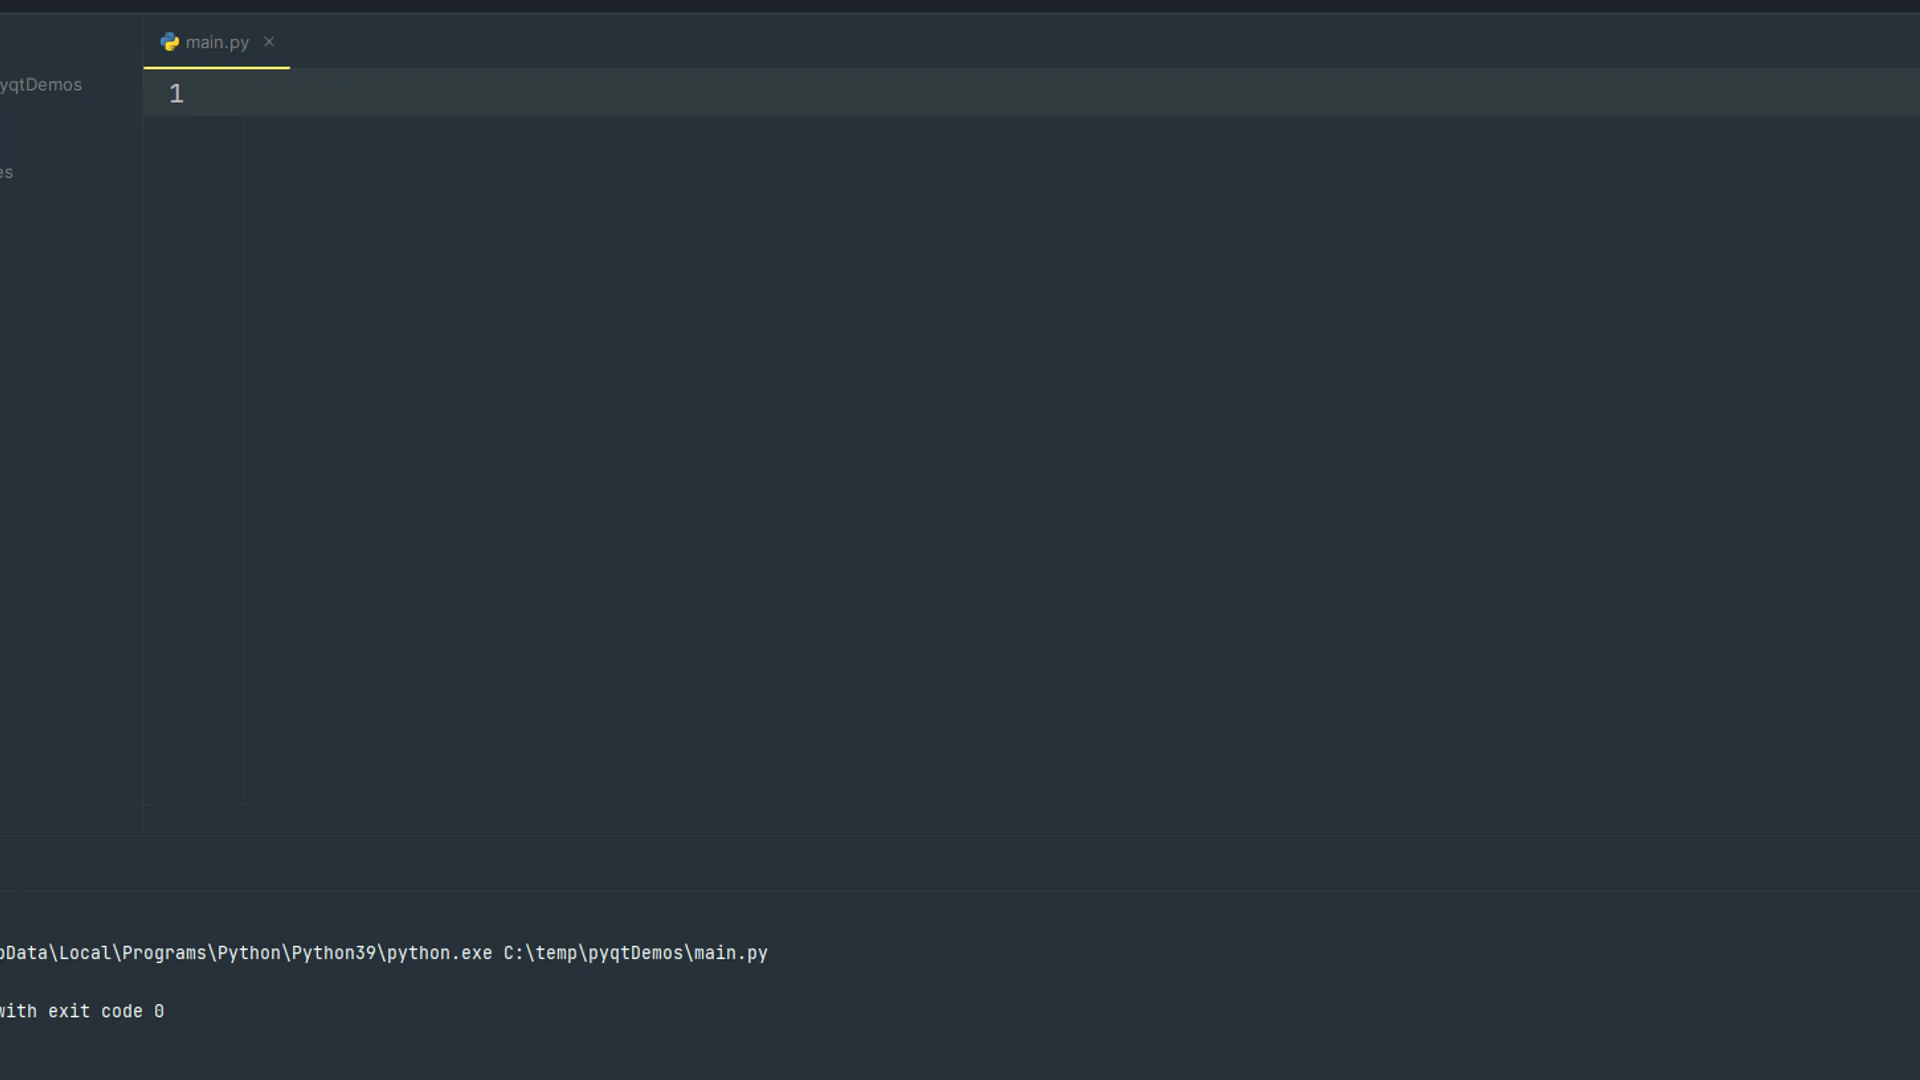 main.py
yqtDemos
1
es
Data\Local\Programs\Python\Python39\python.exe C:\temp\pyqtDemos\main.py
with exit code 0